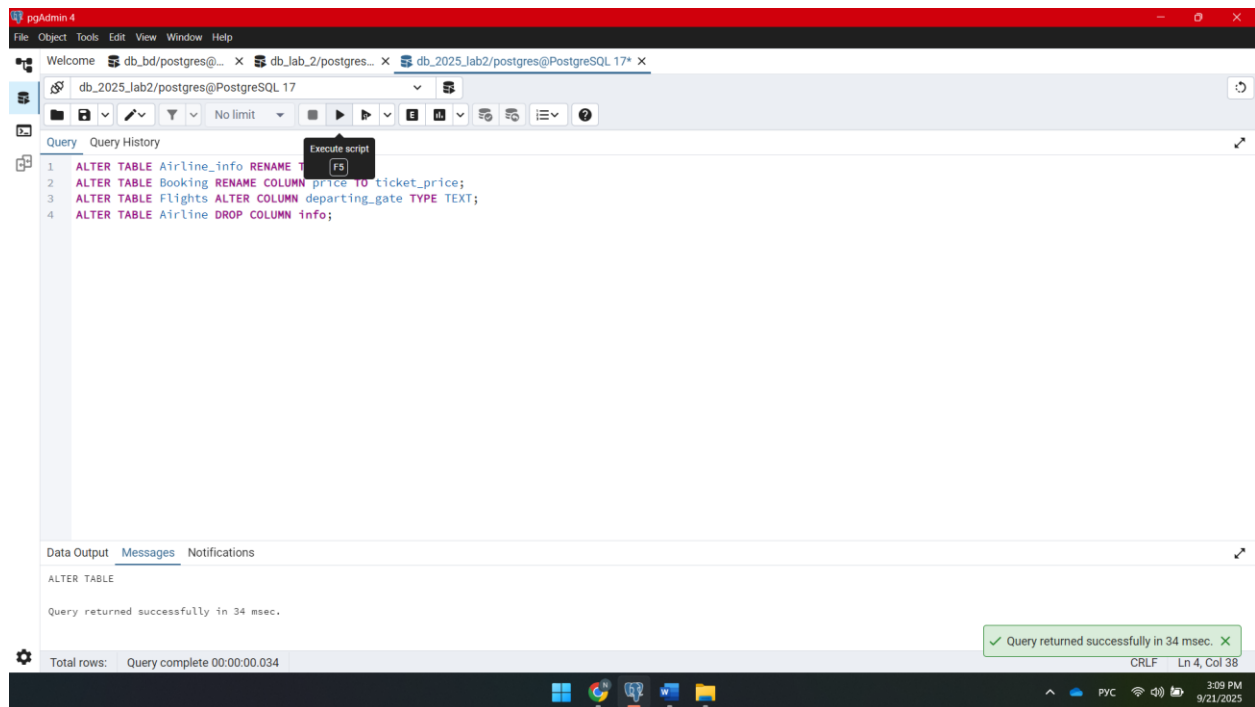 pgAdmin 4
File Object Tools Edit View Window Help
Welcome db_bd/postgres@... db_lab_2/postgres... db_2025_lab2/postgres@PostgreSQL 17*
db_2025_lab2/postgres@PostgreSQL 17
No limit
Query Query History
Execute script
F5
1 ALTER TABLE Airline_info RENAME T
2 ALTER TABLE Booking RENAME COLUMN price TO ticket_price;
3 ALTER TABLE Flights ALTER COLUMN departing_gate TYPE TEXT;
4 ALTER TABLE Airline DROP COLUMN info;
Data Output Messages Notifications
ALTER TABLE
Query returned successfully in 34 msec.
Query returned successfully in 34 msec.
Total rows: Query complete 00:00:00.034 CRLF Ln 4, Col 38
РУС 3:09 PM
9/21/2025